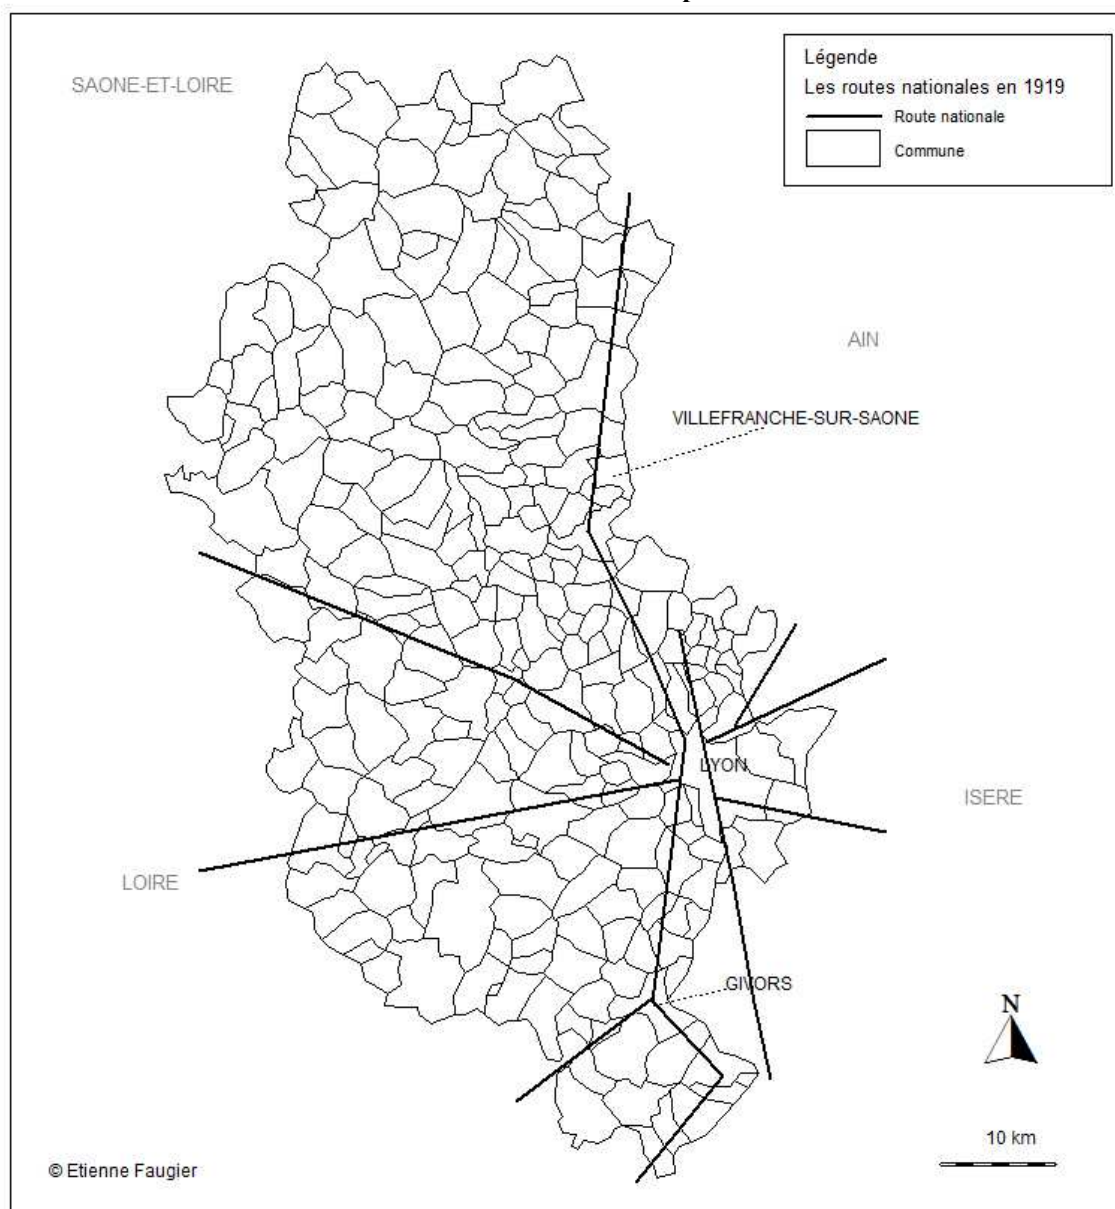 SAONE-ET-LOIRE
Légende
Les routes nationales en 1919
Route nationale
Commune
AIN
VILLEFRANCHE-SUR-SAONE
LYON
ISERE
LOIRE
GIVORS
N
10 km
© Etienne Faugier